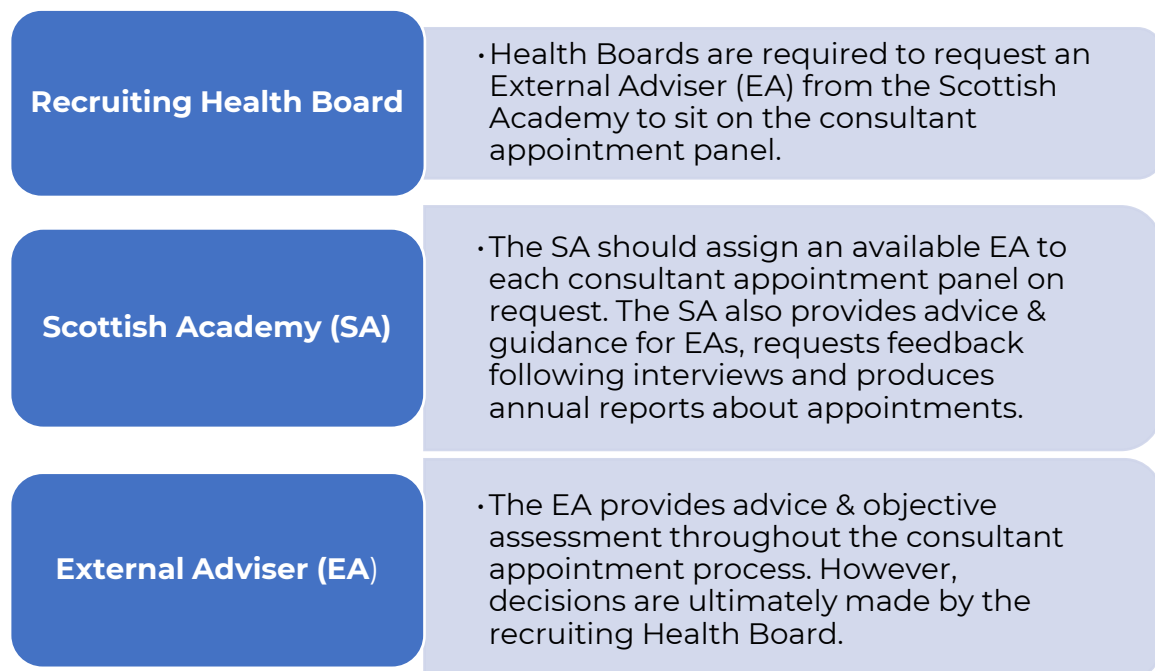 Recruiting Health Board
·Health Boards are required to request an
External Adviser (EA) from the Scottish
Academy to sit on the consultant
appointment panel.
Scottish Academy (SA)
·The SA should assign an available EA to
each consultant appointment panel on
request. The SA also provides advice &
guidance for EAs, requests feedback
following interviews and produces
annual reports about appointments.
External Adviser (EA)
·The EA provides advice & objective
assessment throughout the consultant
appointment process. However,
decisions are ultimately made by the
recruiting Health Board.